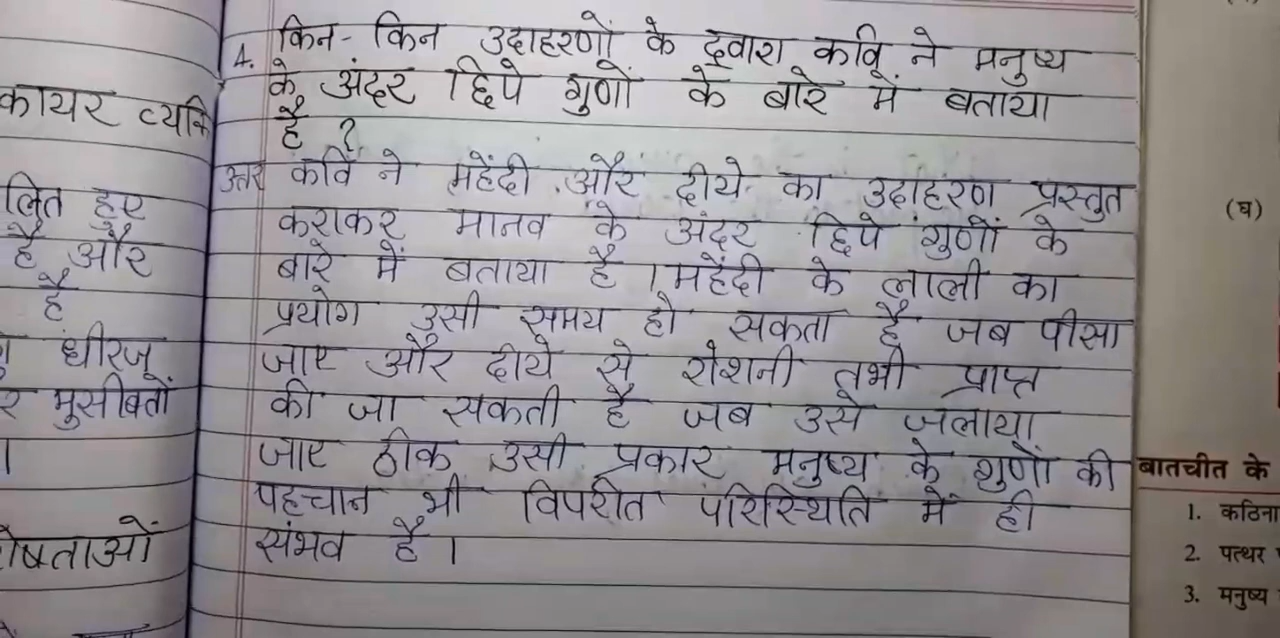 4. किन- किन उदाहरणों के द्वारा कवि ने मनुष्य
के अंदर छिपे गुणों के बारे में बताया
है ?
उत्तर कवि ने महेंदी और दीये का उदाहरण प्रस्तुत
कराकर मानव के अंदर छिपे गुणों के
बारे में बताया है । महेंदी के लाली का
प्रयोग उसी समय हो सकता है जब पीसा
जाए और दीये से रोशनी तभी प्राप्त
की जा सकती है जब उसे जलाया
जाए ठीक उसी प्रकार मनुष्य के गुणों की
पहचान भी विपरीत परिस्थिति में ही
संभव है ।
कायर
हुए
है और
है
धीरज
मुसीबतों
(घ)
बातचीत के
1. कठिना
2. पत्थर
3. मनुष्य